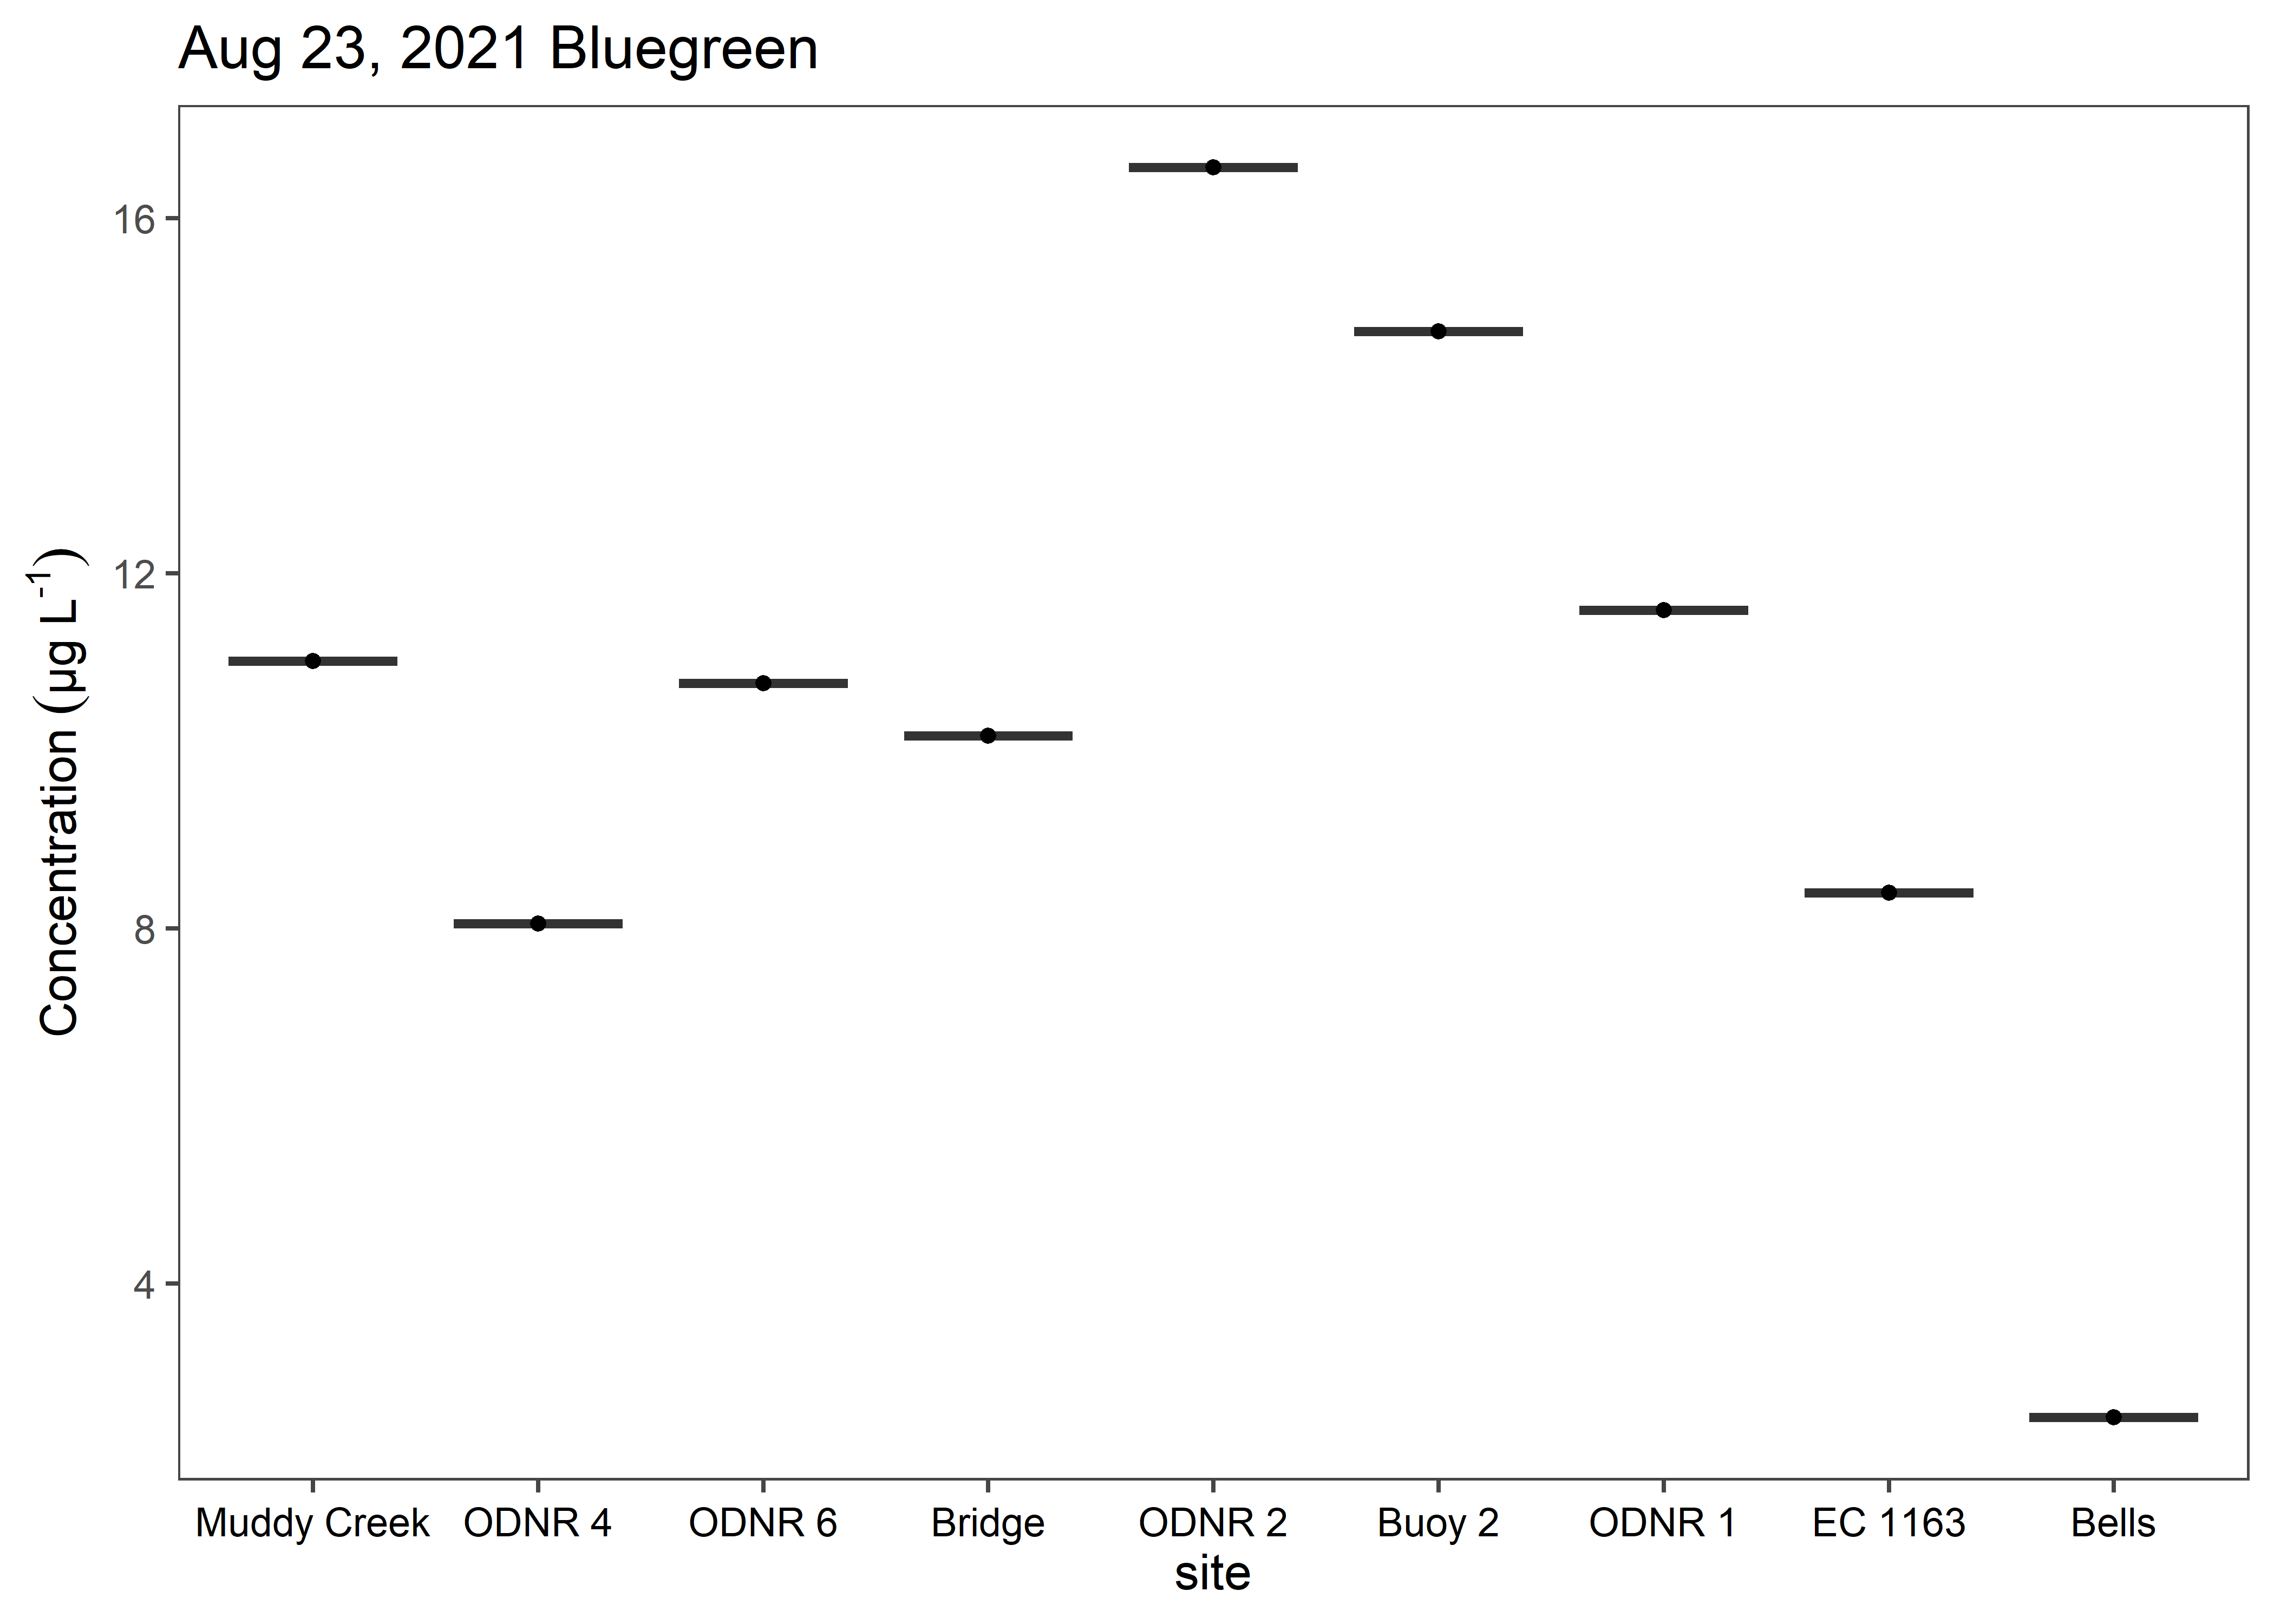 Aug 23, 2021 Bluegreen
Concentration (µg L⁻¹)
16
12
8
4
Muddy Creek ODNR 4 ODNR 6 Bridge ODNR 2 Buoy 2 ODNR 1 EC 1163 Bells
site